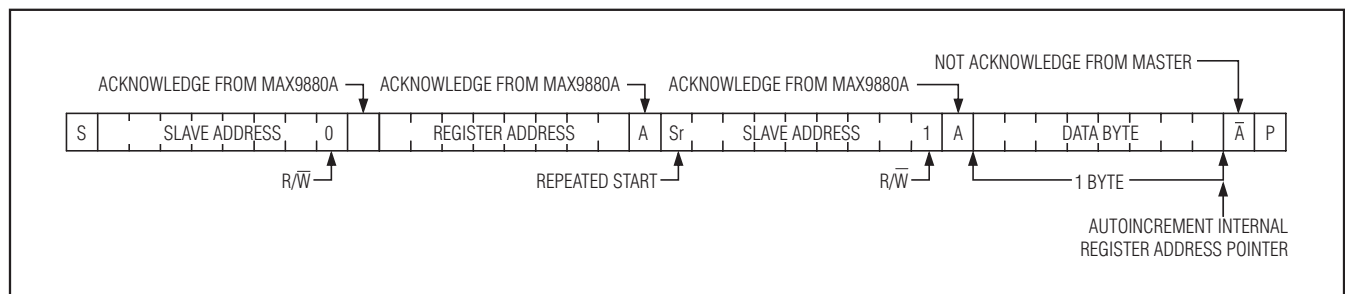 NOT ACKNOWLEDGE FROM MASTER
ACKNOWLEDGE FROM MAX9880A ACKNOWLEDGE FROM MAX9880A ACKNOWLEDGE FROM MAX9880A
S SLAVE ADDRESS 0 REGISTER ADDRESS A Sr SLAVE ADDRESS 1 A DATA BYTE A̅ P
R/W̅ REPEATED START R/W̅ 1 BYTE
AUTOINCREMENT INTERNAL
REGISTER ADDRESS POINTER